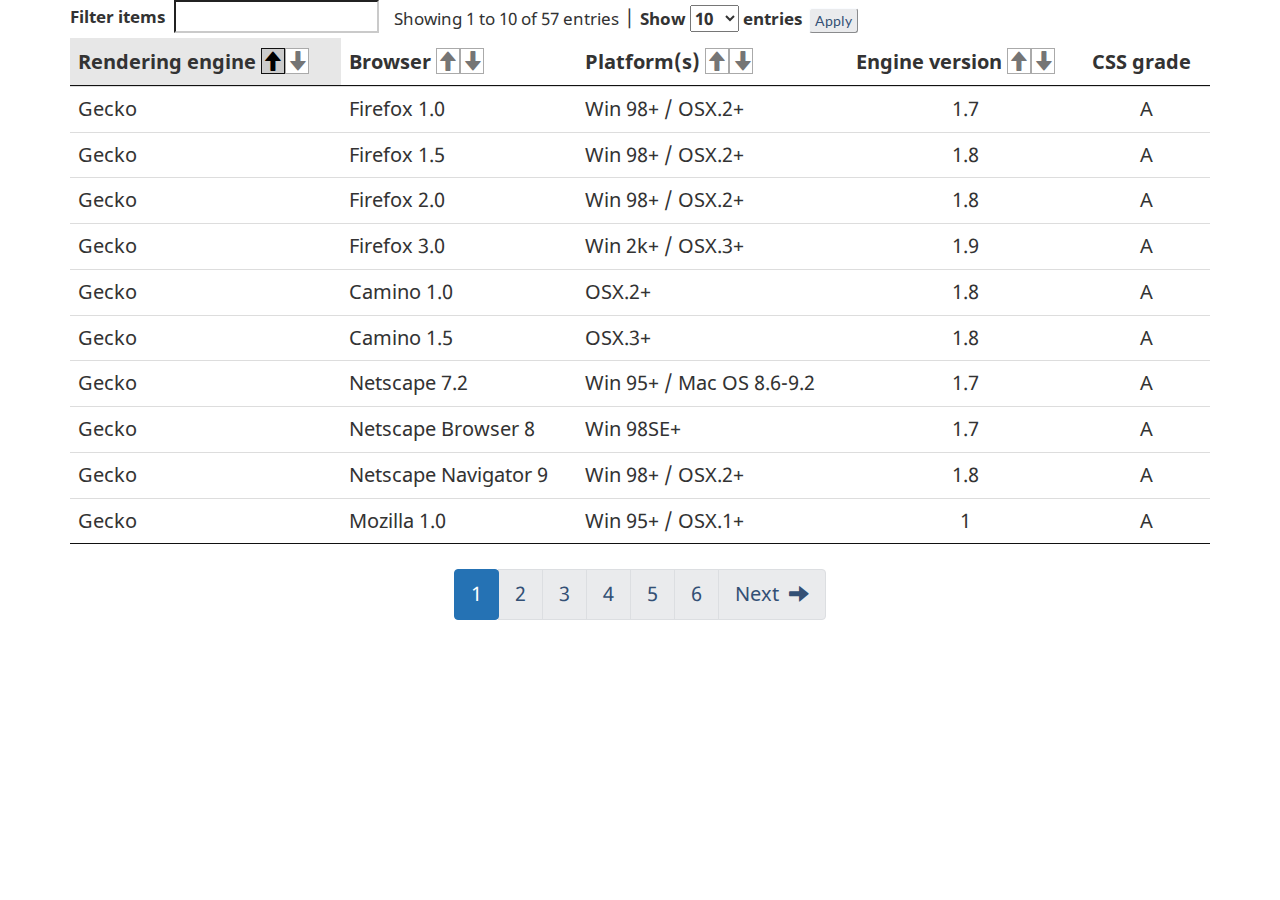 Filter items Showing 1 to 10 of 57 entries | Show 10 entries Apply
Rendering engine Browser Platform(s) Engine version CSS grade
Gecko Firefox 1.0 Win 98+ / OSX.2+ 1.7 A
Gecko Firefox 1.5 Win 98+ / OSX.2+ 1.8 A
Gecko Firefox 2.0 Win 98+ / OSX.2+ 1.8 A
Gecko Firefox 3.0 Win 2k+ / OSX.3+ 1.9 A
Gecko Camino 1.0 OSX.2+ 1.8 A
Gecko Camino 1.5 OSX.3+ 1.8 A
Gecko Netscape 7.2 Win 95+ / Mac OS 8.6-9.2 1.7 A
Gecko Netscape Browser 8 Win 98SE+ 1.7 A
Gecko Netscape Navigator 9 Win 98+ / OSX.2+ 1.8 A
Gecko Mozilla 1.0 Win 95+ / OSX.1+ 1 A
1 2 3 4 5 6 Next